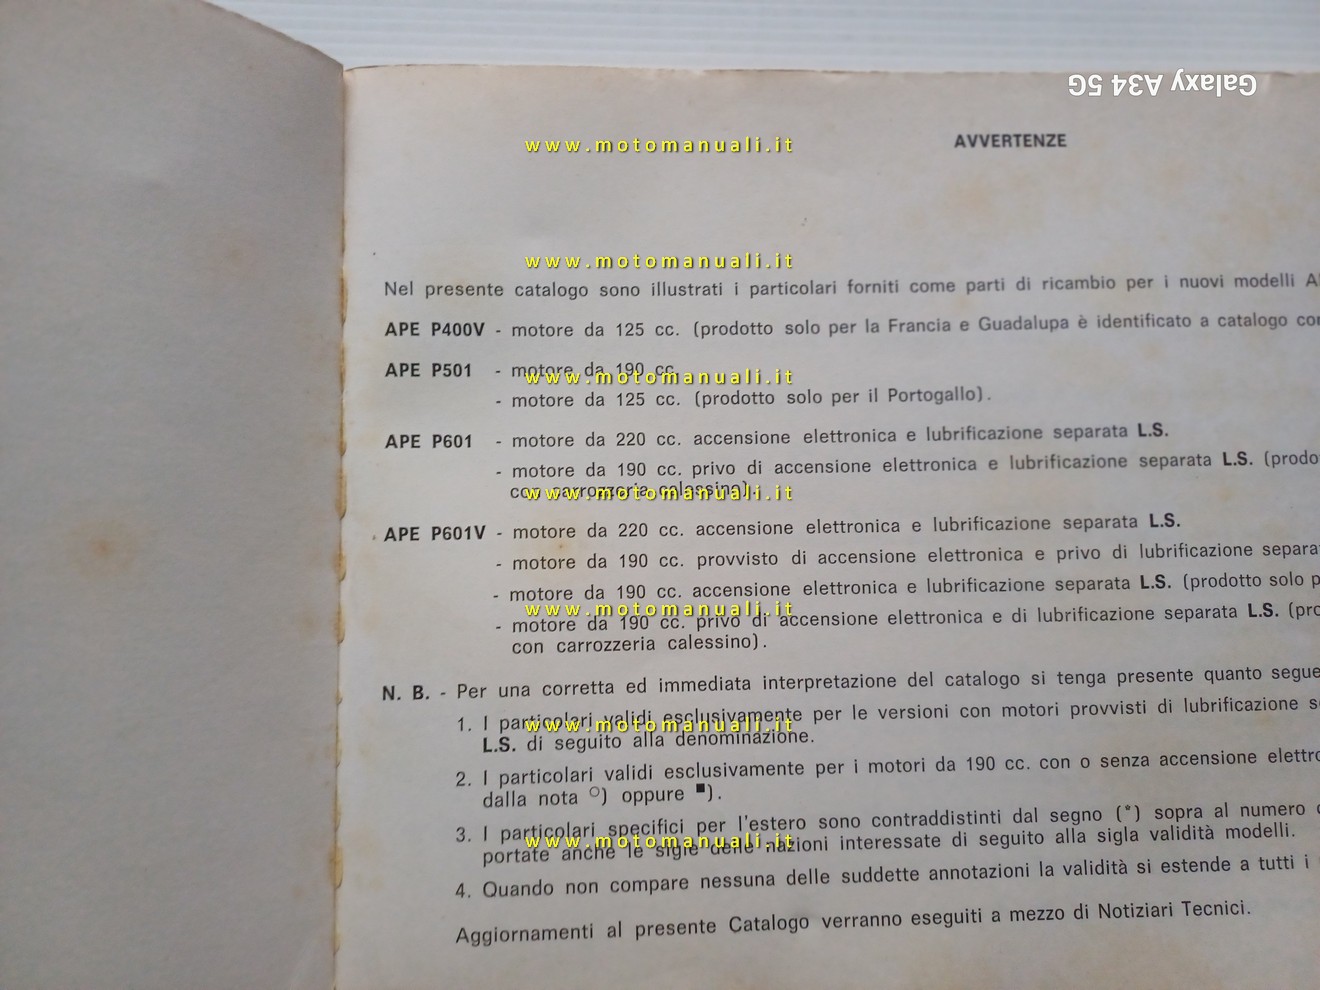 Galaxy A34 5G
www.motomanuali.it
AVVERTENZE
www.motomanuali.it
Nel presente catalogo sono illustrati i particolari forniti come parti di ricambio per i nuovi modelli
APE P400V - motore da 125 cc. (prodotto solo per la Francia e Guadalupa è identificato a catalogo
APE P501 - motore da 190 cc.
www.motomanuali.it
- motore da 125 cc. (prodotto solo per il Portogallo).
APE P601 - motore da 220 cc. accensione elettronica e lubrificazione separata L.S.
- motore da 190 cc. privo di accensione elettronica e lubrificazione separata L.S.
con carrozzeria calessino).
www.motomanuali.it
APE P601V - motore da 220 cc. accensione elettronica e lubrificazione separata L.S.
- motore da 190 cc. provvisto di accensione elettronica e privo di lubrificazione
- motore da 190 cc. accensione elettronica e lubrificazione separata L.S. (prodotto solo
www.motomanuali.it
- motore da 190 cc. privo di accensione elettronica e di lubrificazione separata L.S.
con carrozzeria calessino).
N. B. - Per una corretta ed immediata interpretazione del catalogo si tenga presente quanto segue
1. I particolari validi esclusivamente per le versioni con motori provvisti di lubrificazione
www.motomanuali.it
L.S. di seguito alla denominazione.
2. I particolari validi esclusivamente per i motori da 190 cc. con o senza accensione
dalla nota ○) oppure ■).
3. I particolari specifici per l'estero sono contraddistinti dal segno (*) sopra al numero
www.motomanuali.it
portate anche le sigle delle nazioni interessate di seguito alla sigla validità modelli.
4. Quando non compare nessuna delle suddette annotazioni la validità si estende a tutti i
Aggiornamenti al presente Catalogo verranno eseguiti a mezzo di Notiziari Tecnici.